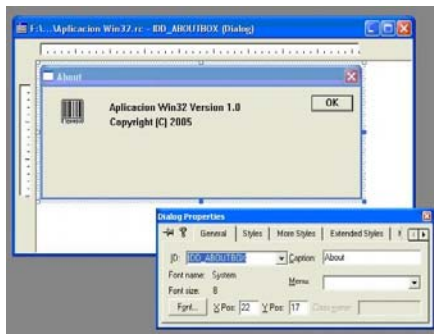 F:\...\Aplicacion Win32.rc - IDD_ABOUTBOX (Dialog)
About
Aplicacion Win32 Version 1.0
Copyright (C) 2005
OK
Dialog Properties
General
Styles
More Styles
Extended Styles
ID: IDD_ABOUTBOX
Caption: About
Font name: System
Menu:
Font size: 8
Font...
X Pos: 22
Y Pos: 17
Class name: